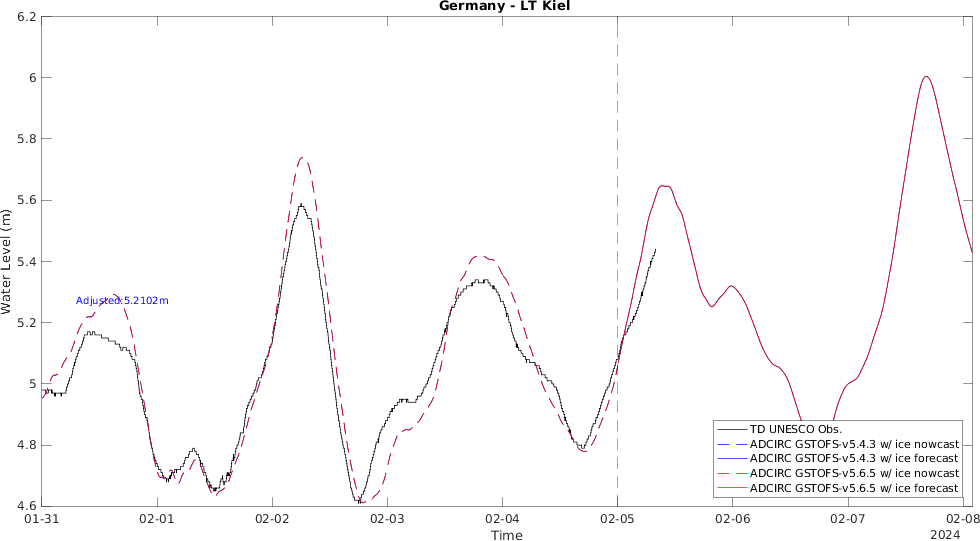 Germany - LT Kiel
6.2
6
5.8
5.6
5.4
5.2
5
4.8
4.6
Water Level (m)
Adjusted:5.2102m
TD UNESCO Obs.
ADCIRC GSTOFS-v5.4.3 w/ ice nowcast
ADCIRC GSTOFS-v5.4.3 w/ ice forecast
ADCIRC GSTOFS-v5.6.5 w/ ice nowcast
ADCIRC GSTOFS-v5.6.5 w/ ice forecast
01-31 02-01 02-02 02-03 02-04 02-05 02-06 02-07 02-08
Time
2024